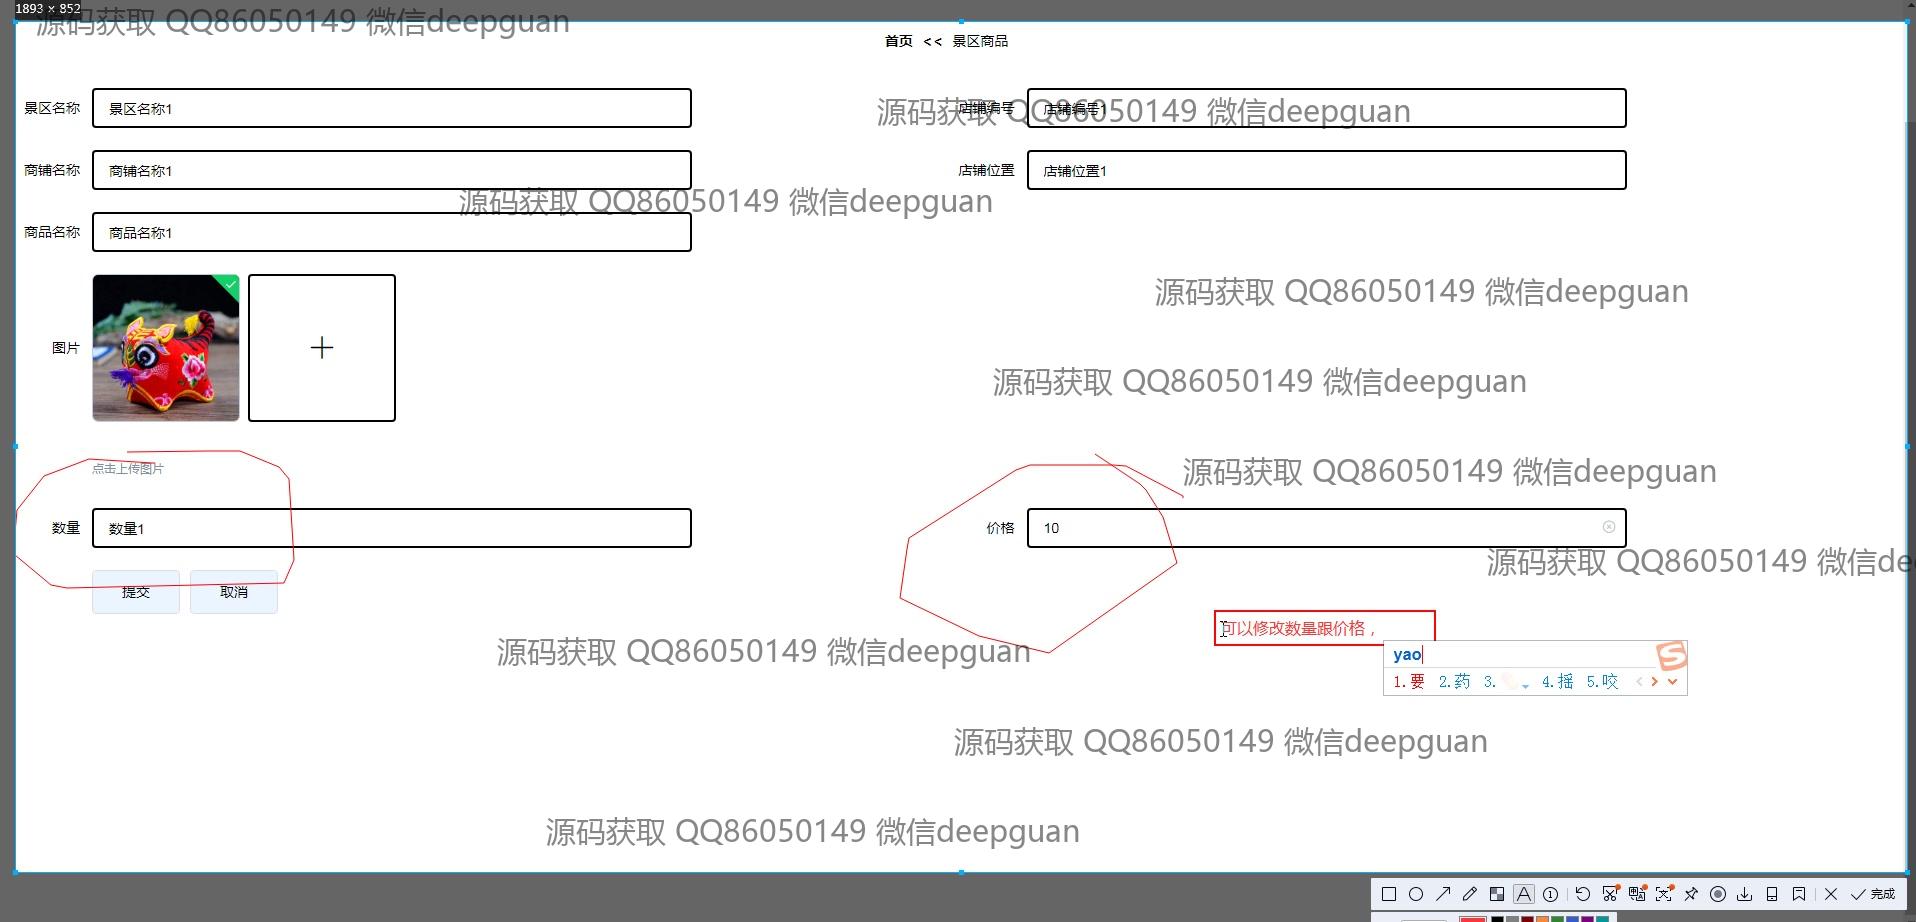 1893 × 852
源码获取 QQ86050149 微信deepguan
首页 << 景区商品
景区名称 景区名称1
店铺编号 店铺编号1
源码获取 QQ86050149 微信deepguan
商铺名称 商铺名称1
店铺位置 店铺位置1
源码获取 QQ86050149 微信deepguan
商品名称 商品名称1
源码获取 QQ86050149 微信deepguan
图片
源码获取 QQ86050149 微信deepguan
点击上传图片
源码获取 QQ86050149 微信deepguan
数量 数量1
价格 10
源码获取 QQ86050149 微信de
提交 取消
可以修改数量跟价格，
源码获取 QQ86050149 微信deepguan
yao
1.要 2.药 3. 4.摇 5.咬
源码获取 QQ86050149 微信deepguan
源码获取 QQ86050149 微信deepguan
完成